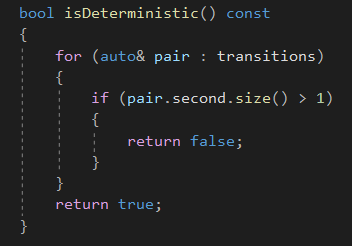 bool isDeterministic() const
{
    for (auto& pair : transitions)
    {
        if (pair.second.size() > 1)
        {
            return false;
        }
    }
    return true;
}